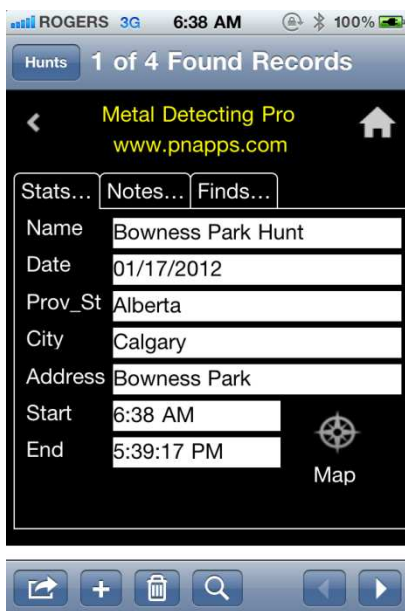 ROGERS 3G 6:38 AM 100%
Hunts 1 of 4 Found Records
Metal Detecting Pro
www.pnapps.com
Stats... Notes... Finds...
Name Bowness Park Hunt
Date 01/17/2012
Prov_St Alberta
City Calgary
Address Bowness Park
Start 6:38 AM
End 5:39:17 PM
Map